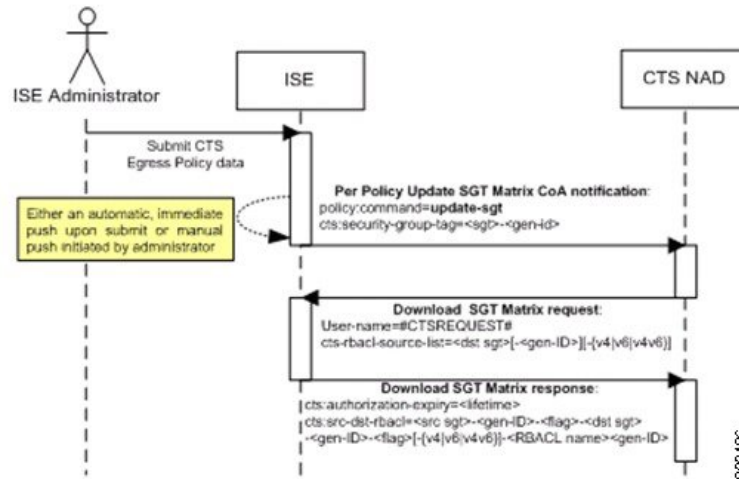 ISE Administrator
ISE
CTS NAD
Submit CTS
Egress Policy data
Either an automatic, immediate
push upon submit or manual
push initiated by administrator
Per Policy Update SGT Matrix CoA notification:
policy:command=update-sgt
cts:security-group-tag=<sgt>-<gen-id>
Download SGT Matrix request:
User-name=#CTSREQUEST#
cts-rbacl-source-list=<dst sgt>[-<gen-ID>][-{v4|v6|v4v6}]
Download SGT Matrix response:
cts:authorization-expiry=<lifetime>
cts:src-dst-rbacl=<src sgt>-<gen-ID>-<flag>-<dst sgt>
-<gen-ID>-<flag>[-{v4|v6|v4v6}]-<RBACL name><gen-ID>